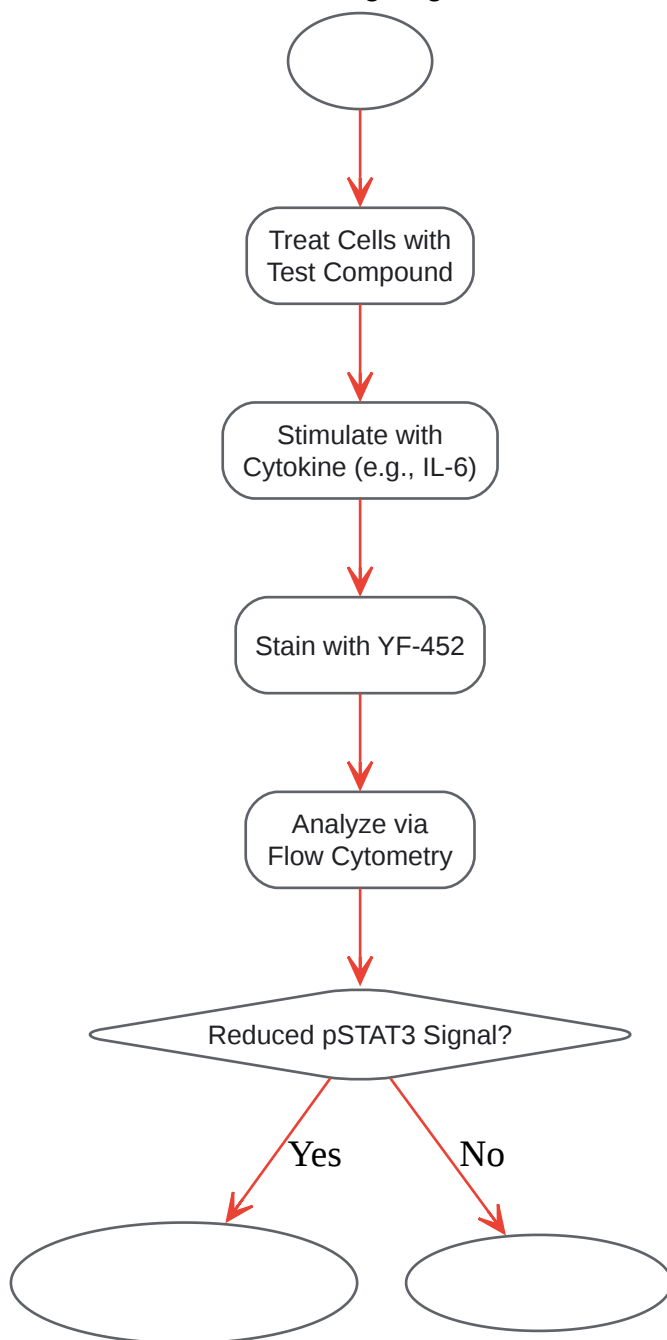 Treat Cells with
Test Compound
Stimulate with
Cytokine (e.g., IL-6)
Stain with YF-452
Analyze via
Flow Cytometry
Reduced pSTAT3 Signal?
Yes
No